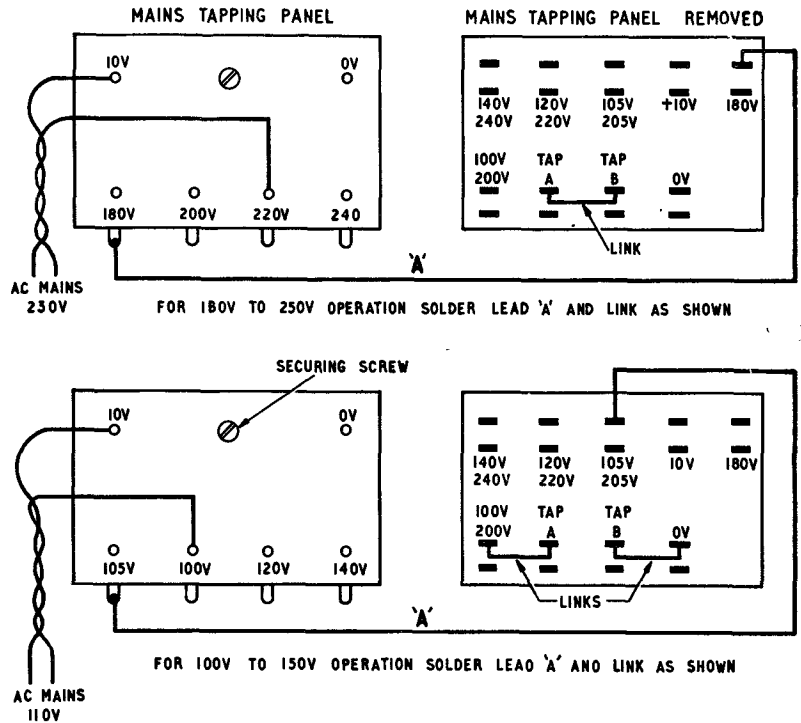 MAINS TAPPING PANEL
MAINS TAPPING PANEL REMOVED
10V
0V
180V
200V
220V
240
140V 120V 105V +10V 180V
240V 220V 205V
100V TAP TAP
200V A B 0V
LINK
'A'
AC MAINS
230V
FOR 180V TO 250V OPERATION SOLDER LEAD 'A' AND LINK AS SHOWN
SECURING SCREW
10V
0V
105V
100V
120V
140V
140V 120V 105V 10V 180V
240V 220V 205V
100V TAP TAP
200V A B 0V
LINKS
'A'
FOR 100V TO 150V OPERATION SOLDER LEAD 'A' AND LINK AS SHOWN
AC MAINS
110V